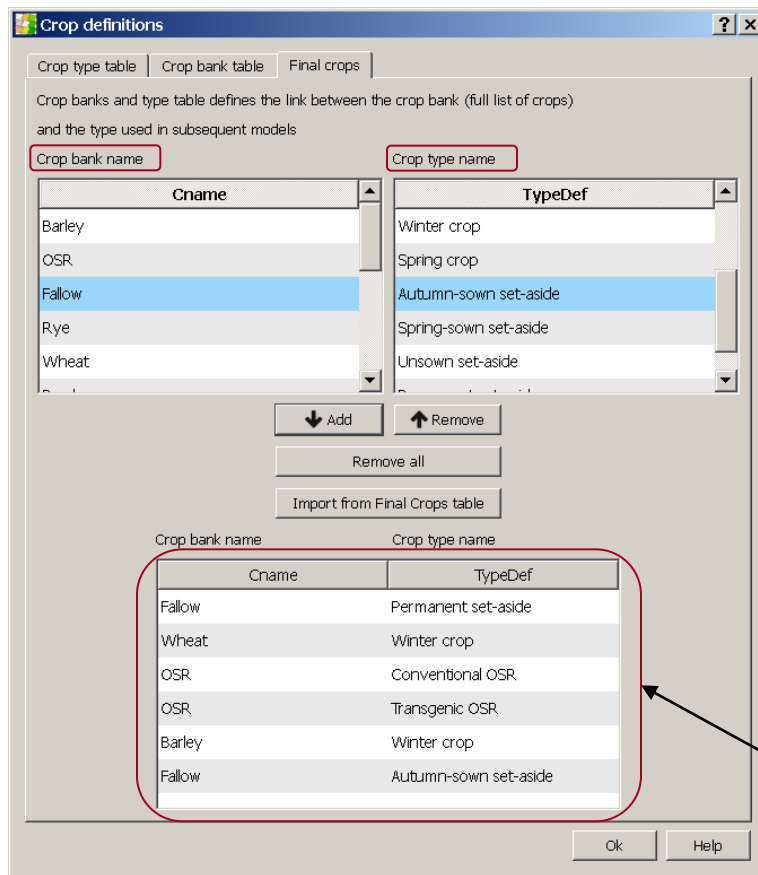 Crop definitions
? x
Crop type table Crop bank table Final crops
Crop banks and type table defines the link between the crop bank (full list of crops)
and the type used in subsequent models
Crop bank name Crop type name
Cname TypeDef
Barley Winter crop
OSR Spring crop
Fallow Autumn-sown set-aside
Rye Spring-sown set-aside
Wheat Unsown set-aside
Add Remove
Remove all
Import from Final Crops table
Crop bank name Crop type name
Cname TypeDef
Fallow Permanent set-aside
Wheat Winter crop
OSR Conventional OSR
OSR Transgenic OSR
Barley Winter crop
Fallow Autumn-sown set-aside
Ok Help